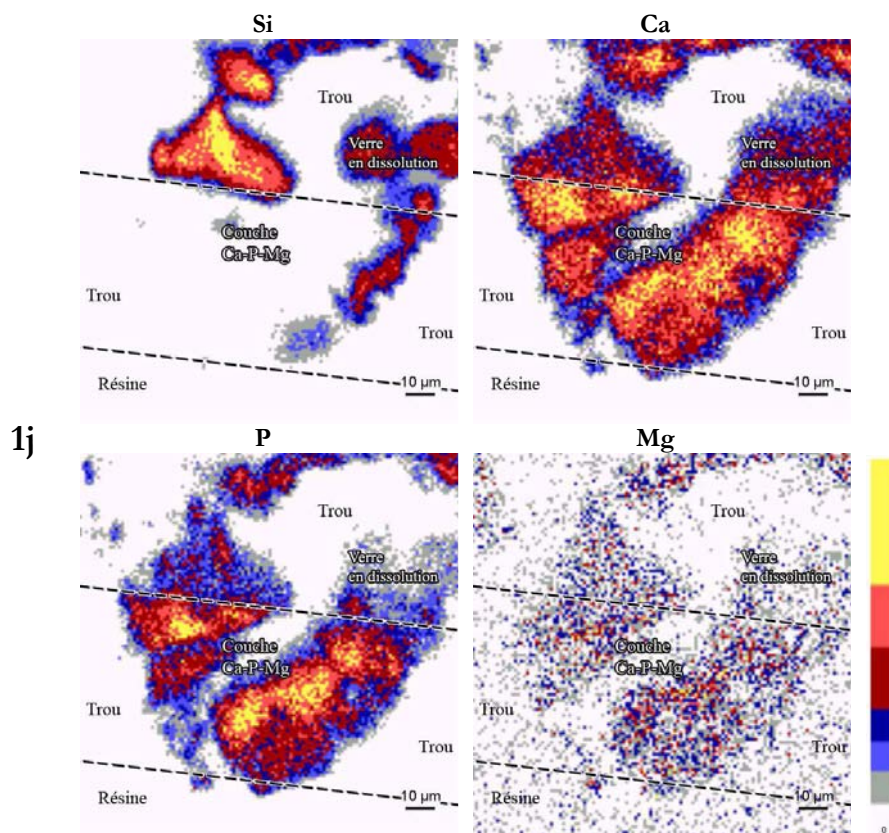 Si
Ca
Trou
Verre
en dissolution
Couche
Ca-P-Mg
Trou
Trou
Résine
10 µm
Trou
Verre
en dissolution
Couche
Ca-P-Mg
Trou
Trou
Résine
10 µm
1j
P
Mg
Trou
Verre
en dissolution
Couche
Ca-P-Mg
Trou
Trou
Résine
10 µm
Trou
Verre
en dissolution
Couche
Ca-P-Mg
Trou
Trou
Résine
10 µm